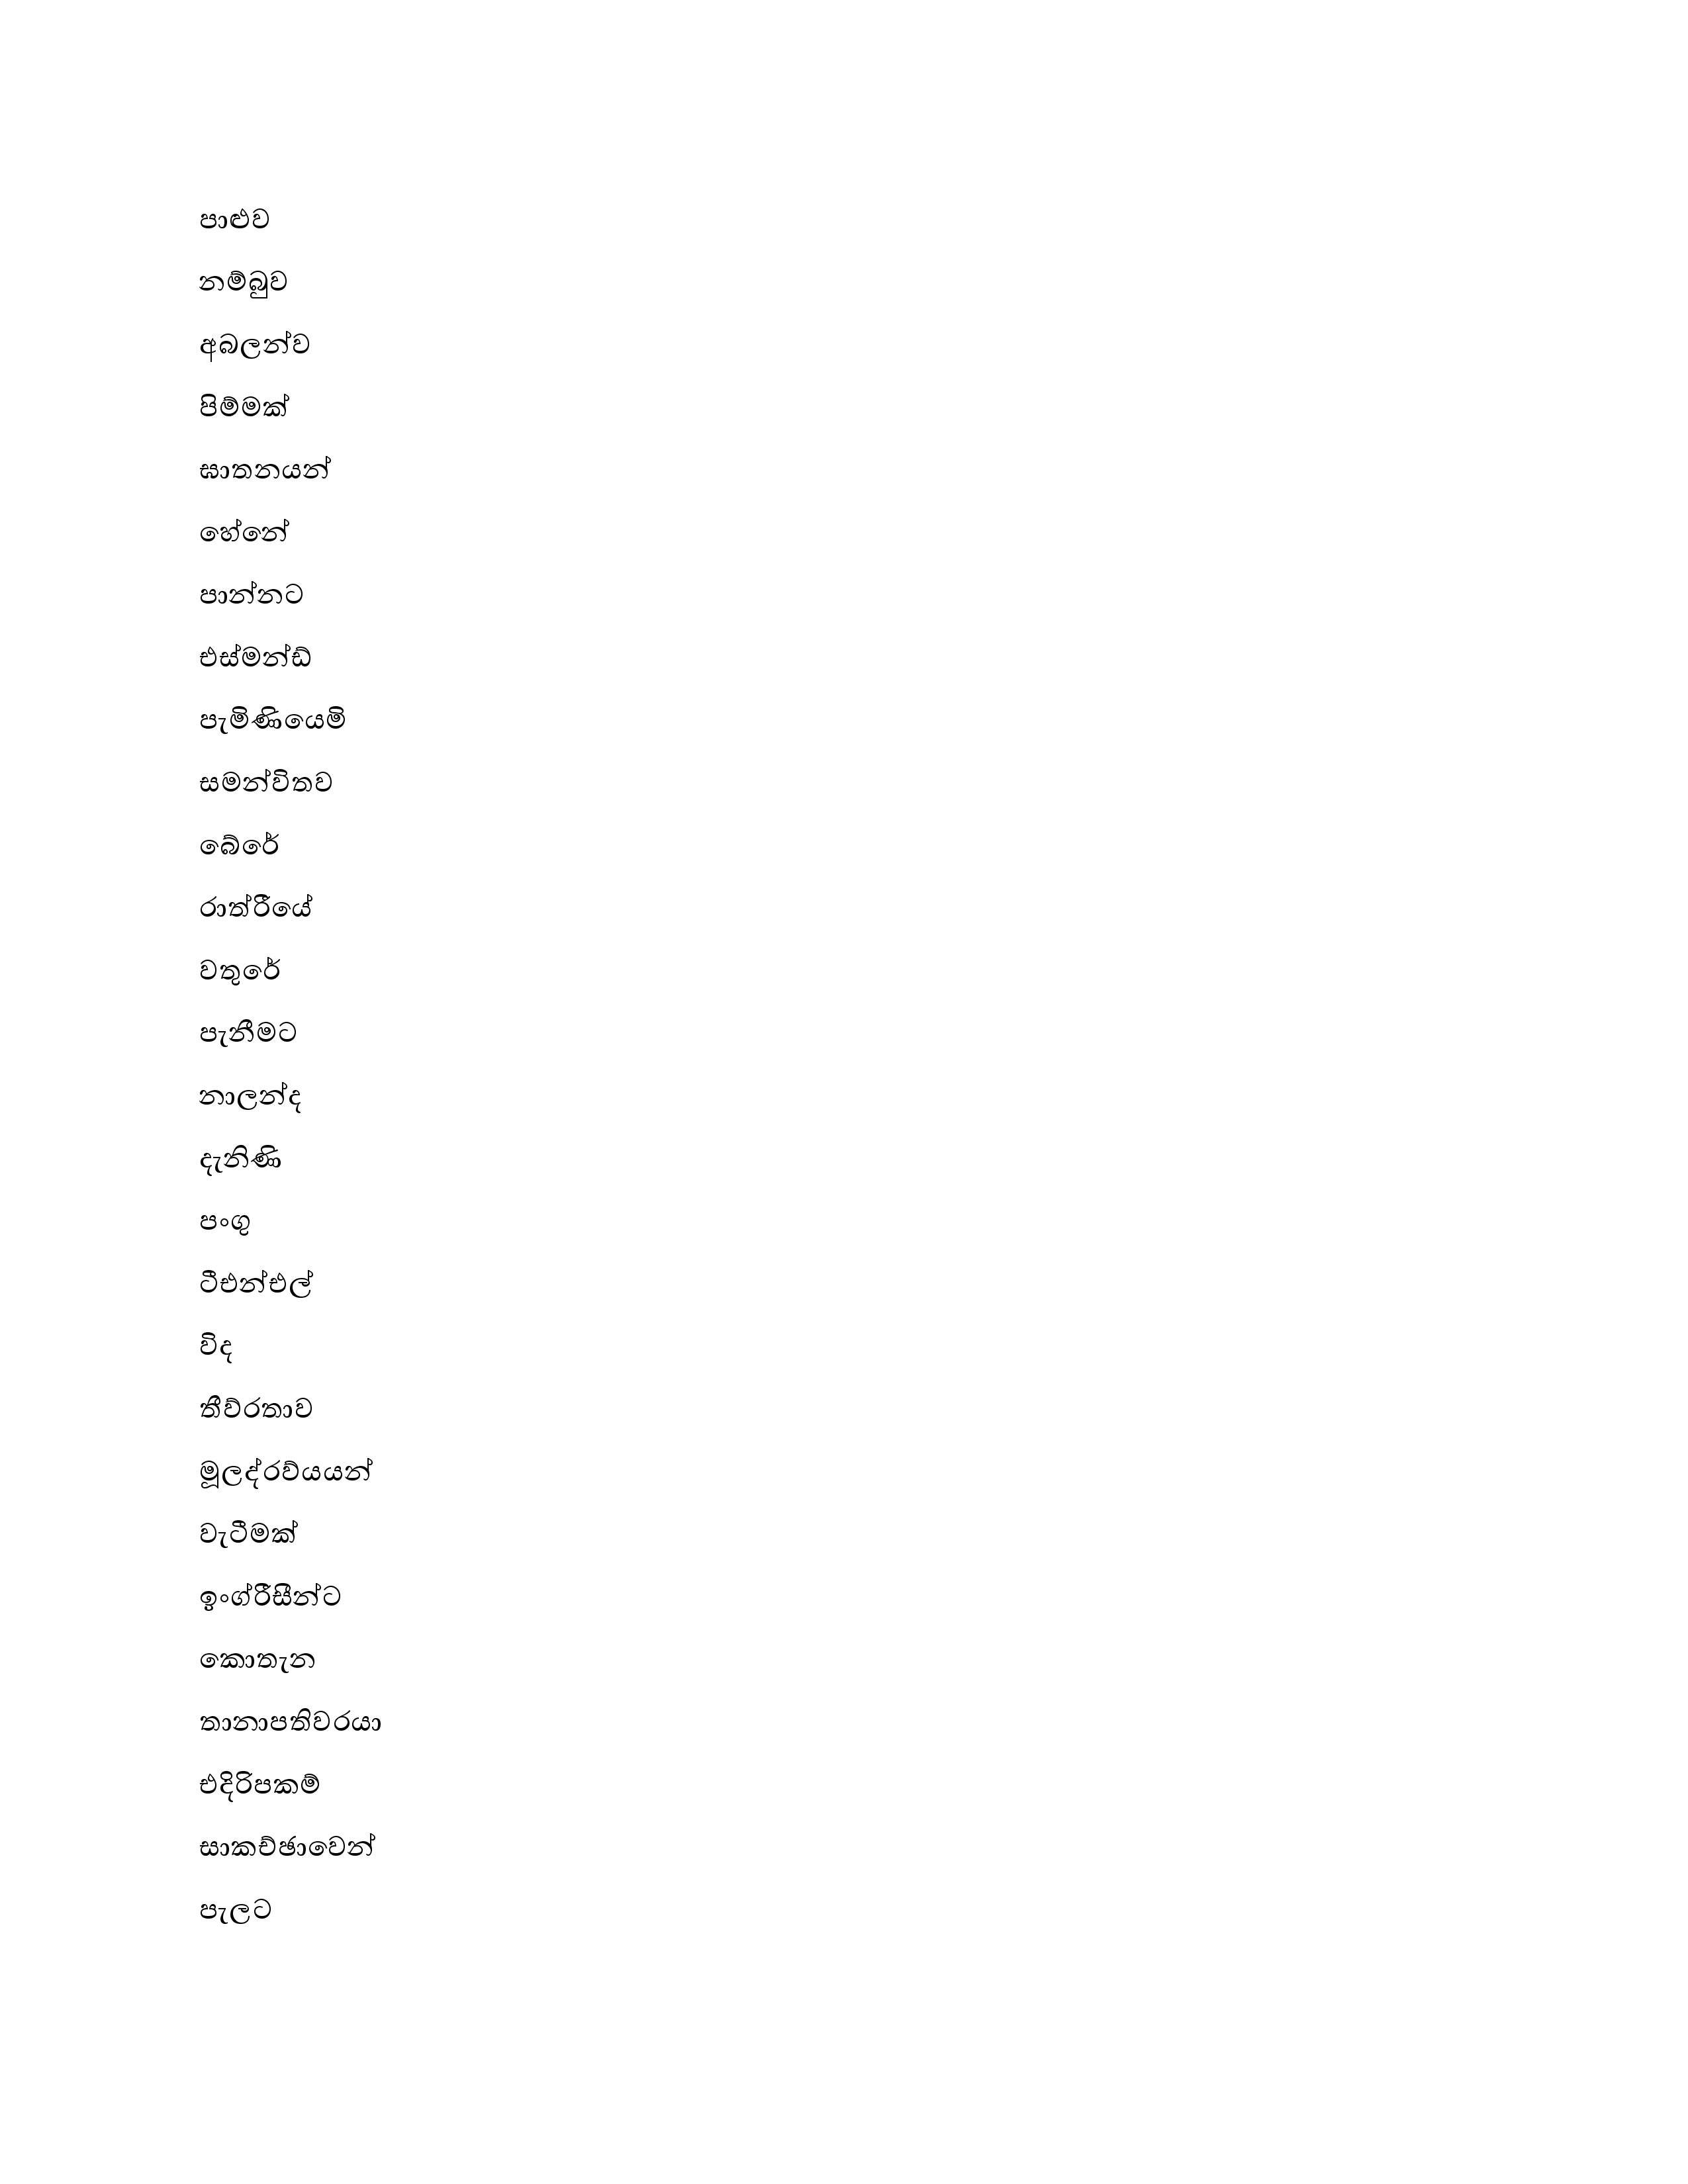 පාළුව
නම්බුව
අබලන්ව
පිම්මක්
ඝාතනයන්
හේනේ
පාන්නට
එස්මන්ඩ්
පැමිණියෙමි
සමන්විතව
බේරේ
රාත්රීයේ
වතුරේ
පැනීමට
නාලන්ද
දැනිණි
පංගු
ටීඑන්එල්
විද
තීව්රතාව
මූලද්රව්යයන්
වැටීමක්
ඉංග්රීසීන්ට
කොතැන
තානාපතිවරයා
එදිරිපකම්
සාකච්ඡාවෙන්
පැලට